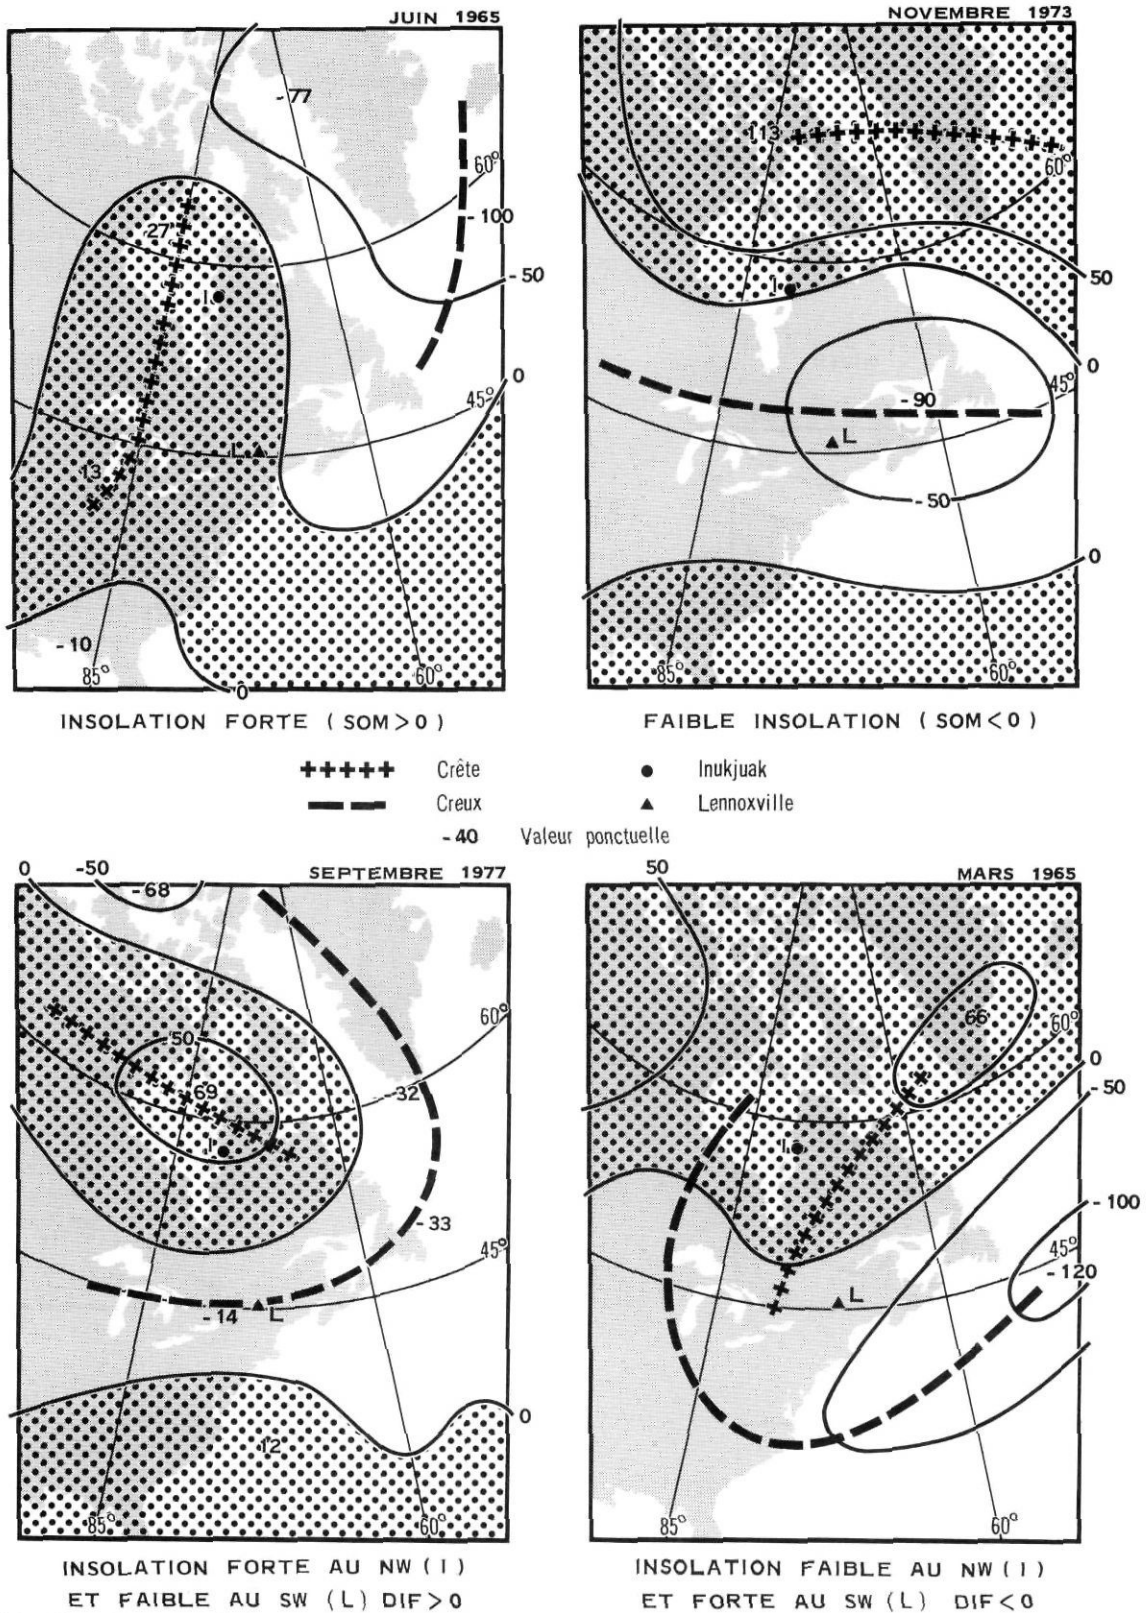 JUIN 1965
-77
60°
27
-100
I
-50
0
45°
L
13
-10
85°
60°
0
INSOLATION FORTE (SOM>0)
NOVEMBRE 1973
113
60°
I
50
0
45°
-90
L
-50
0
85°
60°
FAIBLE INSOLATION (SOM<0)
+++++ Crête
Creux
-40 Valeur ponctuelle
● Inukjuak
▲ Lennoxville
0 -50
SEPTEMBRE 1977
-68
60°
50
69
-32
I
-33
45°
-14
L
0
12
85°
60°
INSOLATION FORTE AU NW (I)
ET FAIBLE AU SW (L) DIF>0
50
MARS 1965
66
60°
0
-50
I
-100
45°
-120
L
85°
60°
INSOLATION FAIBLE AU NW (I)
ET FORTE AU SW (L) DIF<0